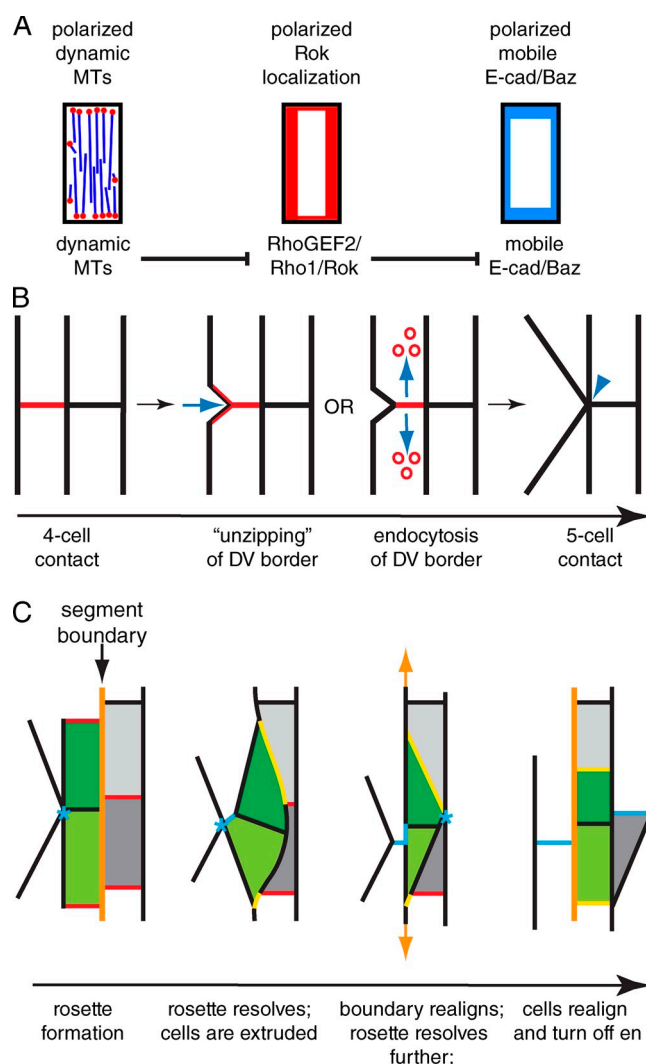 A
polarized
dynamic
MTs
polarized
Rok
localization
polarized
mobile
E-cad/Baz
dynamic
MTs
RhoGEF2/
Rho1/Rok
mobile
E-cad/Baz
B
OR
4-cell
contact
“unzipping”
of DV border
endocytosis
of DV border
5-cell
contact
C
segment
boundary
rosette
formation
rosette resolves;
cells are extruded
boundary realigns;
rosette resolves
further;
cells realign
and turn off en